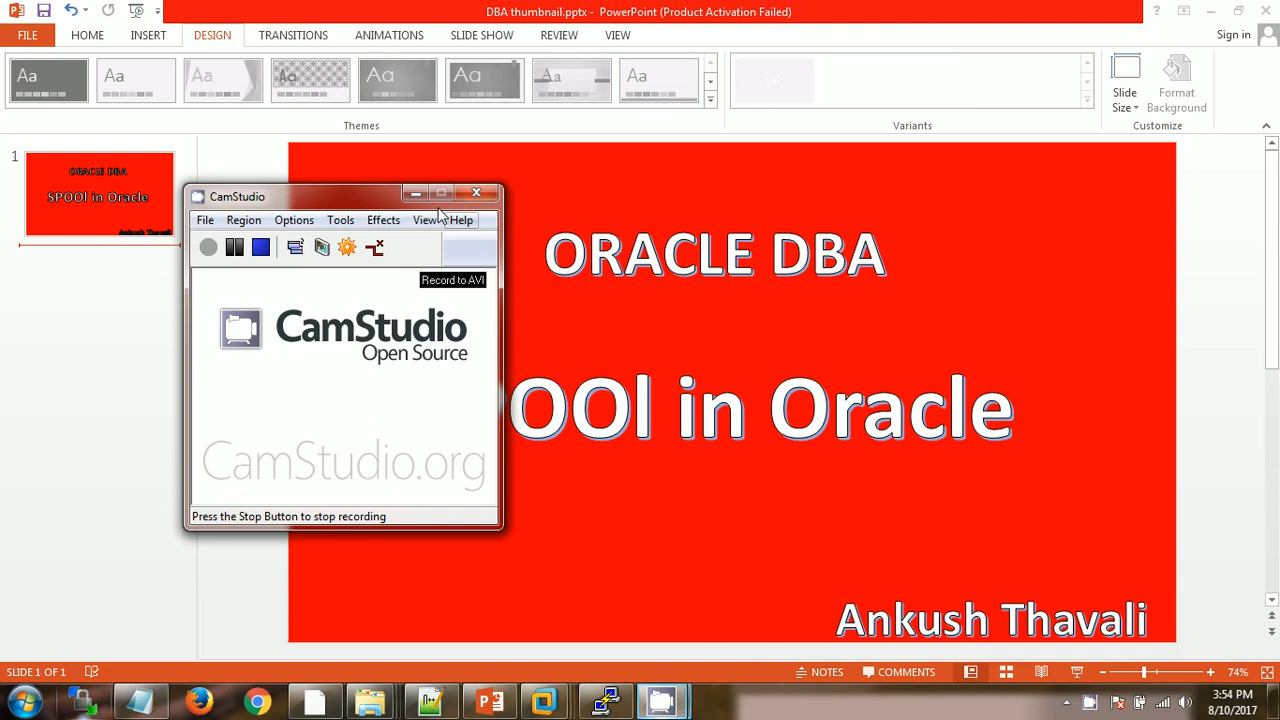 DBA thumbnail.pptx - PowerPoint (Product Activation Failed)
?
FILE HOME INSERT DESIGN TRANSITIONS ANIMATIONS SLIDE SHOW REVIEW VIEW Sign in
Aa Aa Aa Aa Aa Aa Aa Aa
Slide Size
Format Background
Themes Variants Customize
1
ORACLE DBA
SPOOl in Oracle
Ankush Thavali
CamStudio
File Region Options Tools Effects View Help
Record to AVI
CamStudio
Open Source
CamStudio.org
Press the Stop Button to stop recording
ORACLE DBA
POOl in Oracle
Ankush Thavali
SLIDE 1 OF 1 NOTES COMMENTS 74%
3:54 PM
8/10/2017